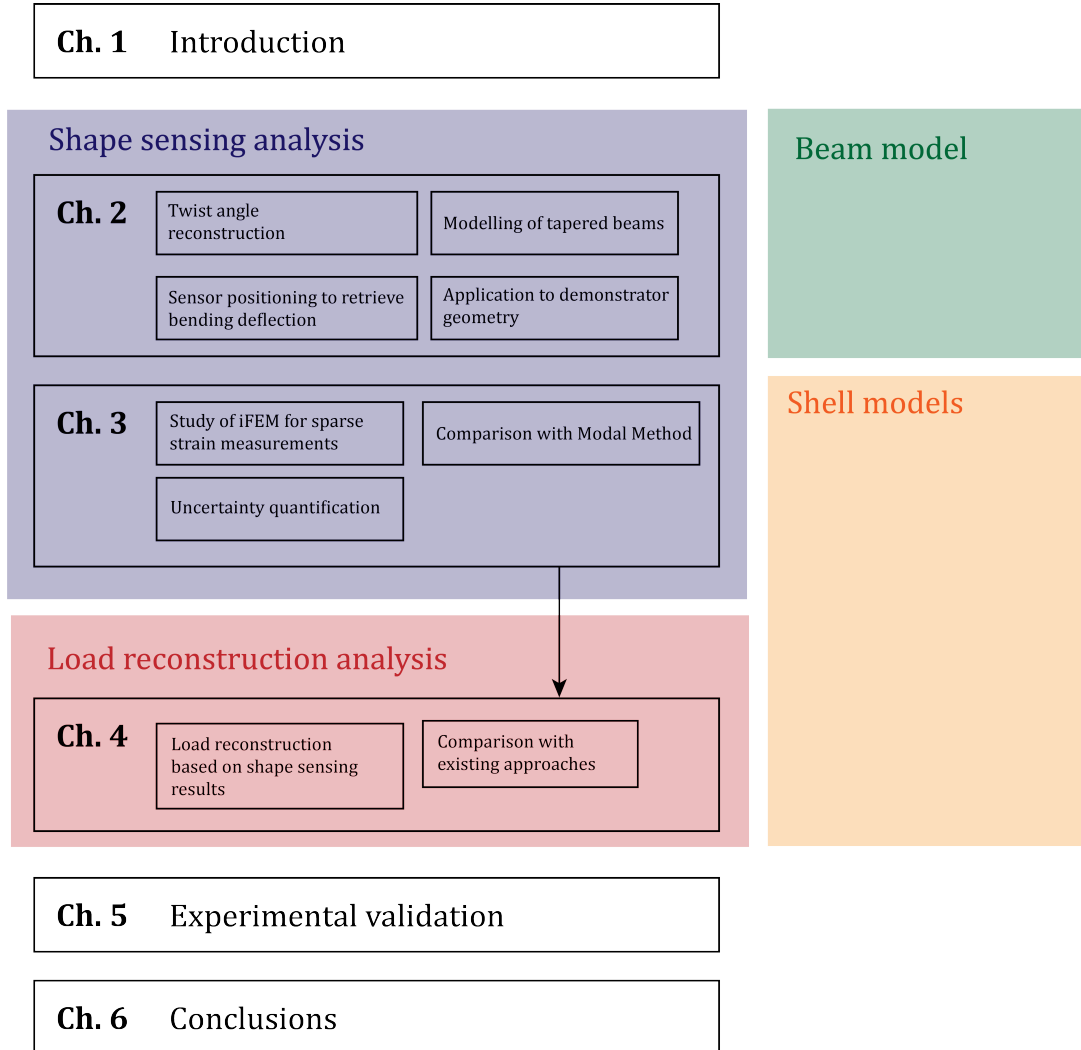 Ch. 1 Introduction
Shape sensing analysis
Beam model
Ch. 2
Twist angle
reconstruction
Modelling of tapered beams
Sensor positioning to retrieve
bending deflection
Application to demonstrator
geometry
Shell models
Ch. 3
Study of iFEM for sparse
strain measurements
Comparison with Modal Method
Uncertainty quantification
Load reconstruction analysis
Ch. 4
Load reconstruction
based on shape sensing
results
Comparison with
existing approaches
Ch. 5 Experimental validation
Ch. 6 Conclusions